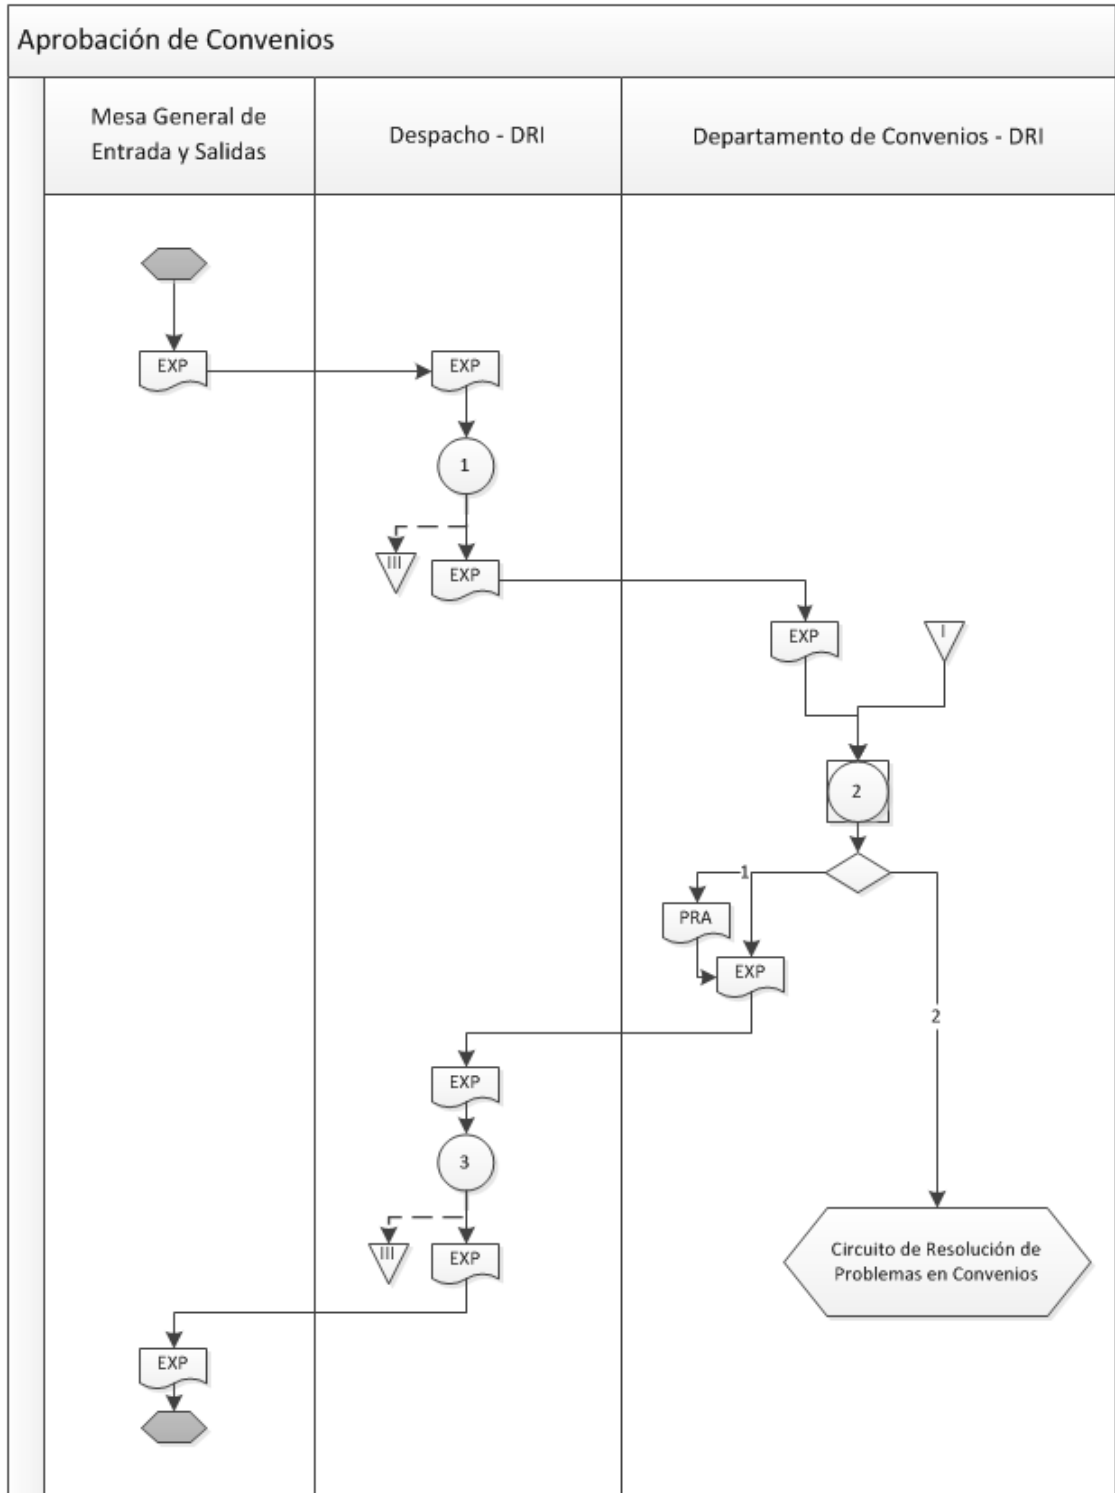 Aprobación de Convenios
Mesa General de
Entrada y Salidas
Despacho - DRI
Departamento de Convenios - DRI
EXP
EXP
1
III
EXP
EXP
I
2
1
PRA
EXP
2
EXP
3
III
EXP
Circuito de Resolución de
Problemas en Convenios
EXP